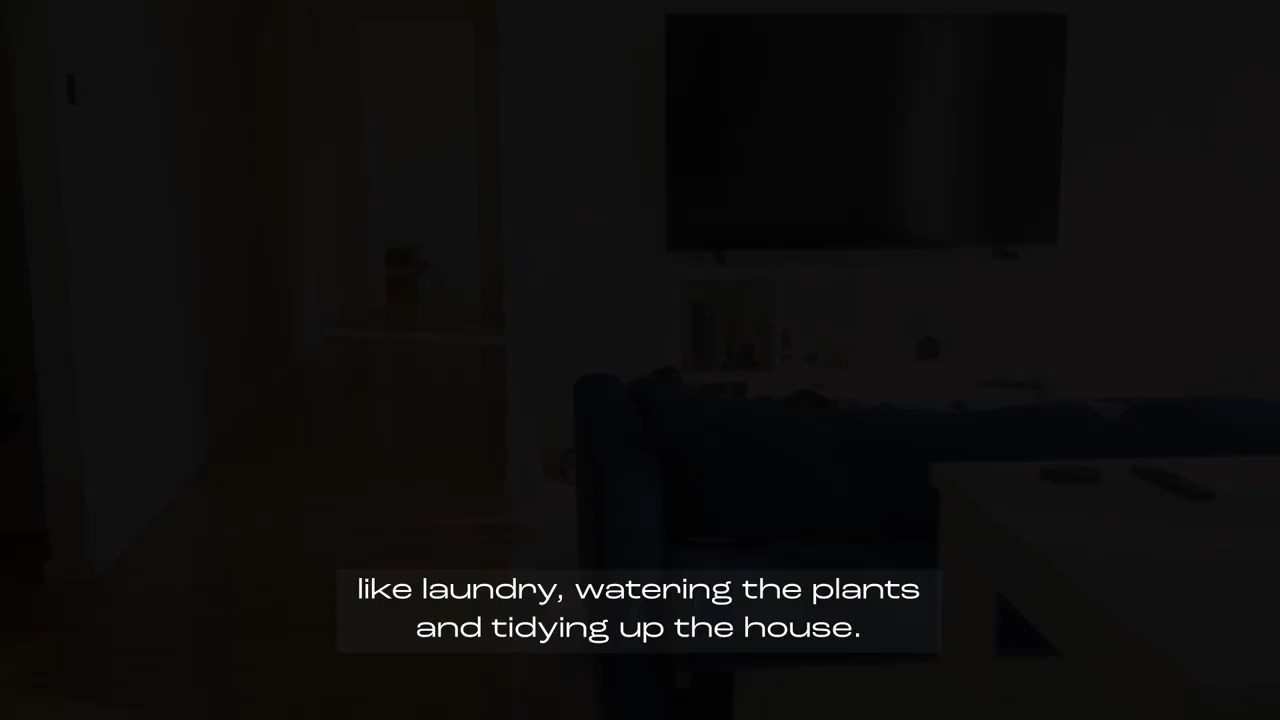 like laundry, watering the plants
and tidying up the house.